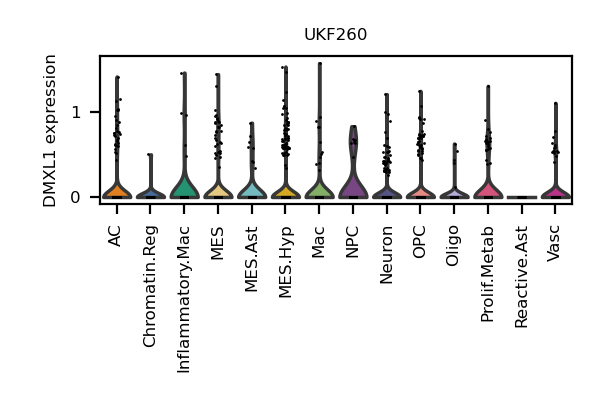 UKF260
DMXL1 expression
1
0
AC
Chromatin.Reg
Inflammatory.Mac
MES
MES.Ast
MES.Hyp
Mac
NPC
Neuron
OPC
Oligo
Prolif.Metab
Reactive.Ast
Vasc